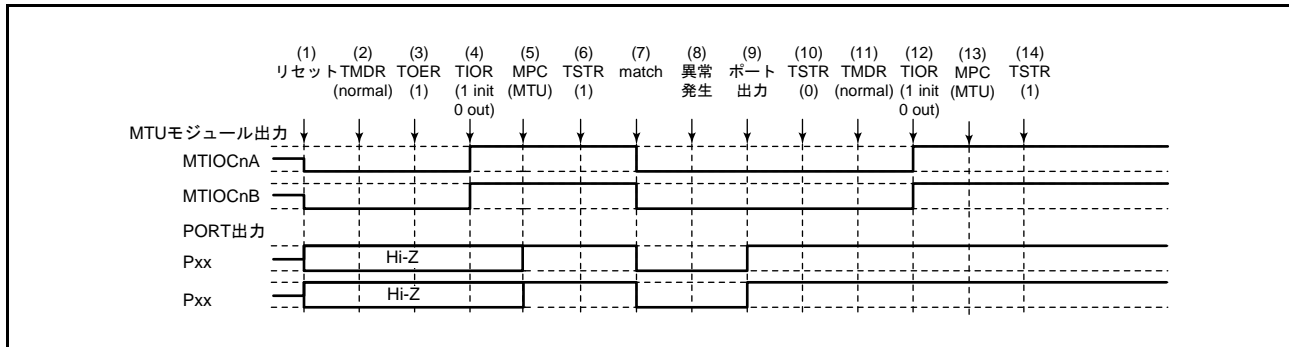 (1) (2) (3) (4) (5) (6) (7) (8) (9) (10) (11) (12) (13) (14)
リセット TMDR TOER TIOR MPC TSTR match 異常 ポート TSTR TMDR TIOR MPC TSTR
(normal) (1) (1 init (MTU) (1) 発生 出力 (0) (normal) (1 init (MTU) (1)
0 out) 0 out)
MTUモジュール出力
MTIOCnA
MTIOCnB
PORT出力
Pxx Hi-Z
Pxx Hi-Z